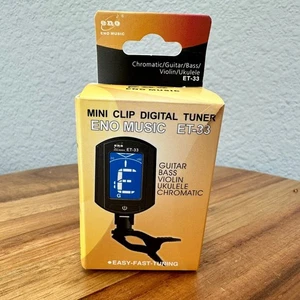 eno
ENO MUSIC
Chromatic/Guitar/Bass/
Violin/Ukulele
ET-33
MINI CLIP DIGITAL TUNER
ENO MUSIC ET-33
GUITAR
BASS
VIOLIN
UKULELE
CHROMATIC
eno
ET-33
E
G
★EASY-FAST-TUNING